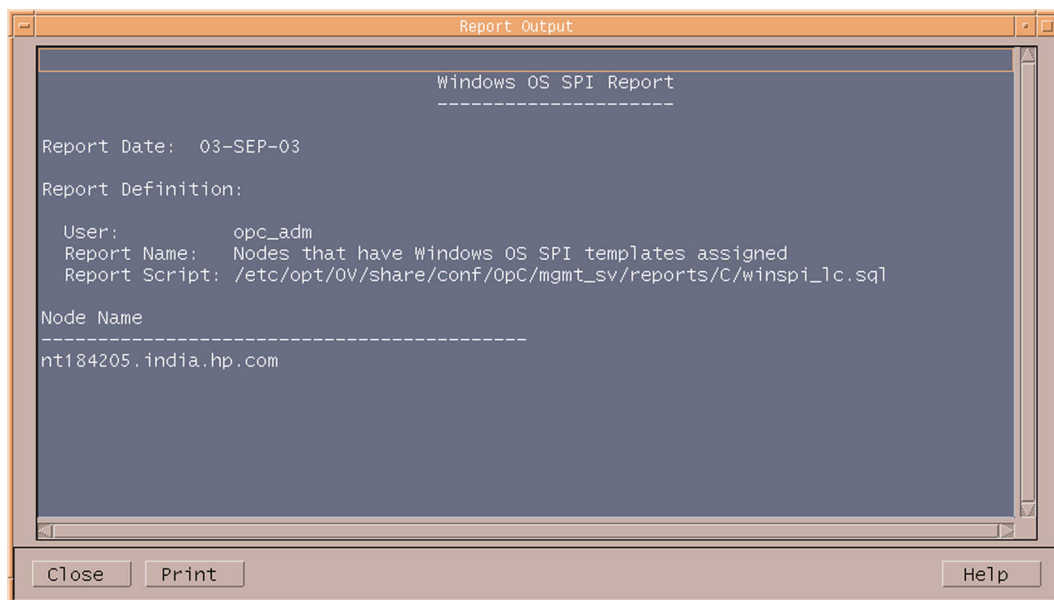 Report Output
Windows OS SPI Report
---------------------
Report Date:  03-SEP-03
Report Definition:
User:          opc_adm
Report Name:   Nodes that have Windows OS SPI templates assigned
Report Script: /etc/opt/OV/share/conf/OpC/mgmt_sv/reports/C/winspi_lc.sql
Node Name
-------------------------------------------
nt184205.india.hp.com
Close Print Help